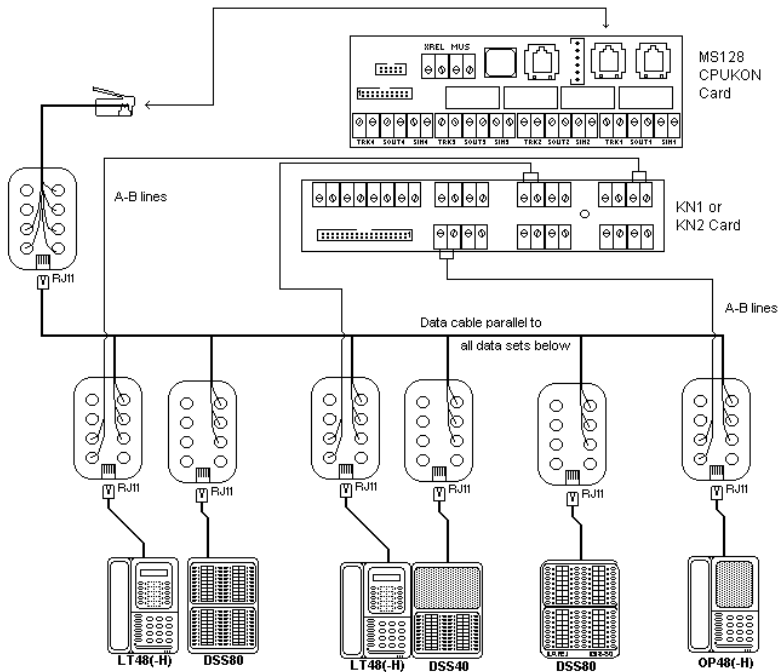 XREL MUS
MS128
CPUKON
Card
TRK4 SOUT4 SIN4 TRK3 SOUT3 SIN3 TRK2 SOUT2 SIN2 TRK1 SOUT1 SIN1
A-B lines
KN1 or
KN2 Card
RJ11
A-B lines
Data cable parallel to
all data sets below
RJ11
RJ11
RJ11
RJ11
RJ11
RJ11
LT48(-H)
DSS80
LT48(-H)
DSS40
DSS80
OP48(-H)